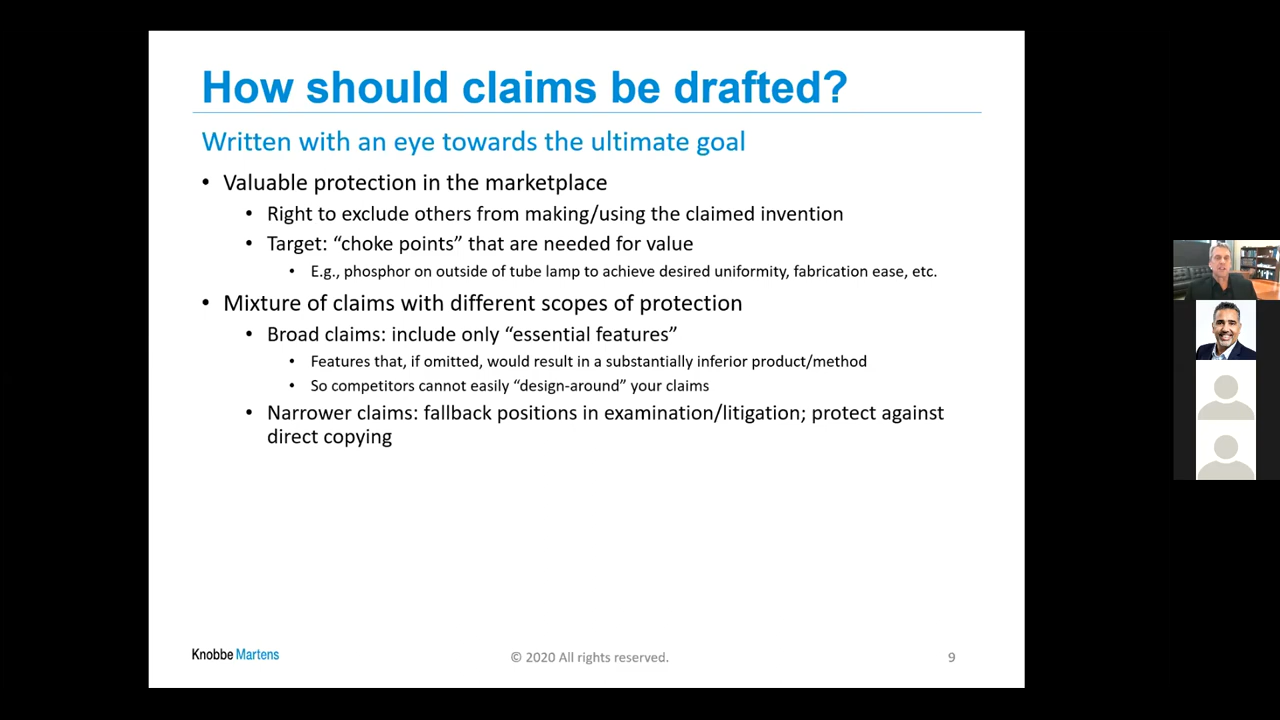 How should claims be drafted?
Written with an eye towards the ultimate goal
• Valuable protection in the marketplace
• Right to exclude others from making/using the claimed invention
• Target: “choke points” that are needed for value
• E.g., phosphor on outside of tube lamp to achieve desired uniformity, fabrication ease, etc.
• Mixture of claims with different scopes of protection
• Broad claims: include only “essential features”
• Features that, if omitted, would result in a substantially inferior product/method
• So competitors cannot easily “design-around” your claims
• Narrower claims: fallback positions in examination/litigation; protect against
direct copying
Knobbe Martens
© 2020 All rights reserved.
9